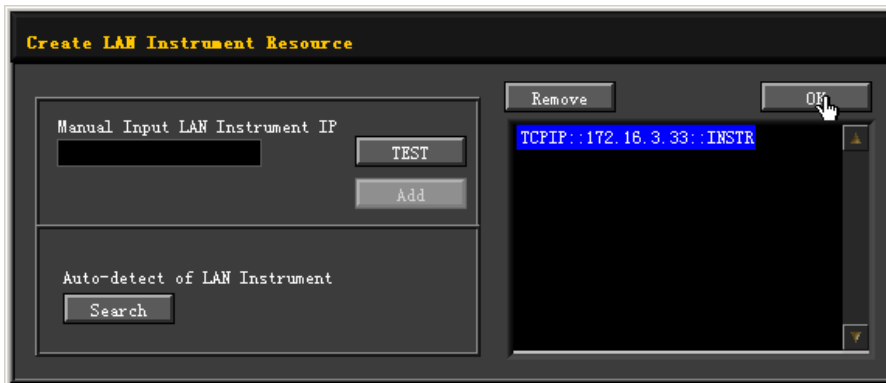 Create LAN Instrument Resource
Remove
OK
Manual Input LAN Instrument IP
TEST
Add
TCPIP::172.16.3.33::INSTR
Auto-detect of LAN Instrument
Search